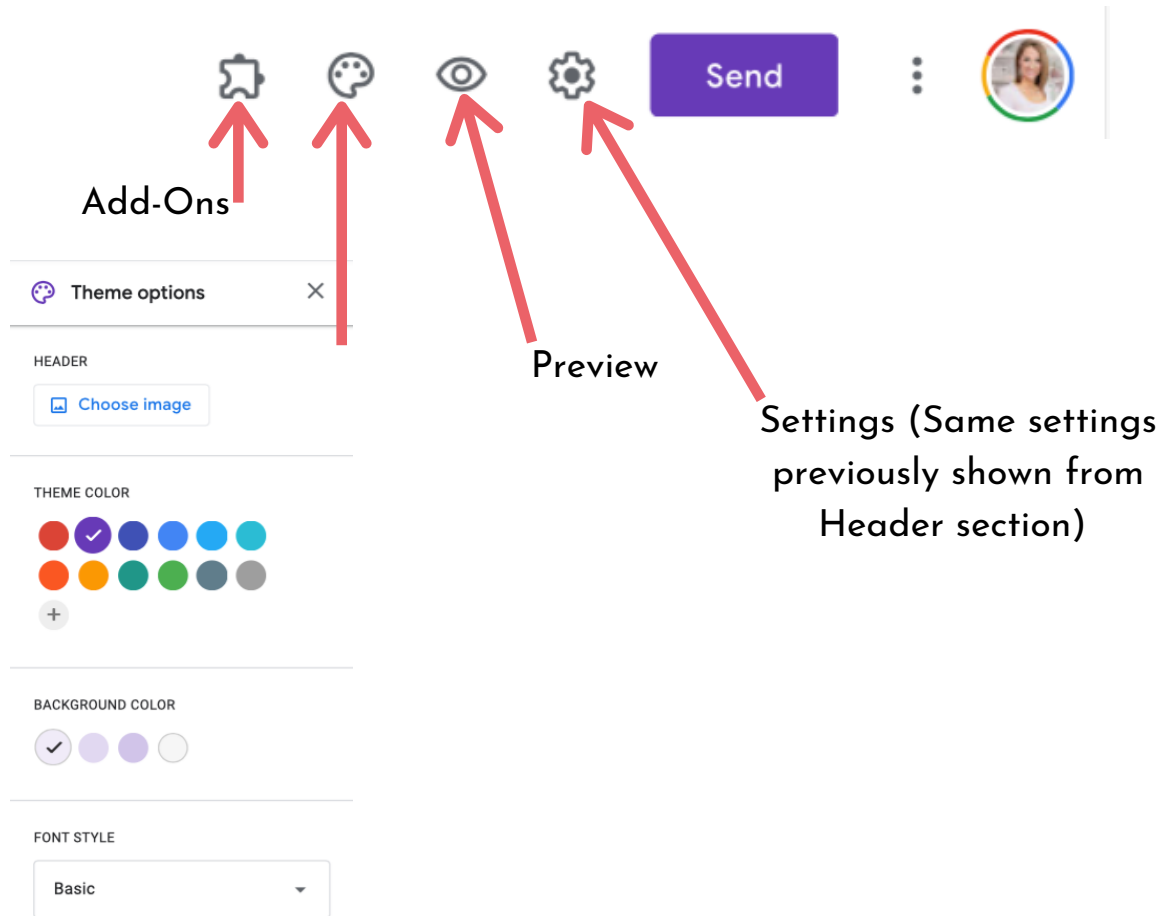 Send
Add-Ons
Theme options
HEADER
Choose image
Preview
Settings (Same settings
previously shown from
Header section)
THEME COLOR
BACKGROUND COLOR
FONT STYLE
Basic